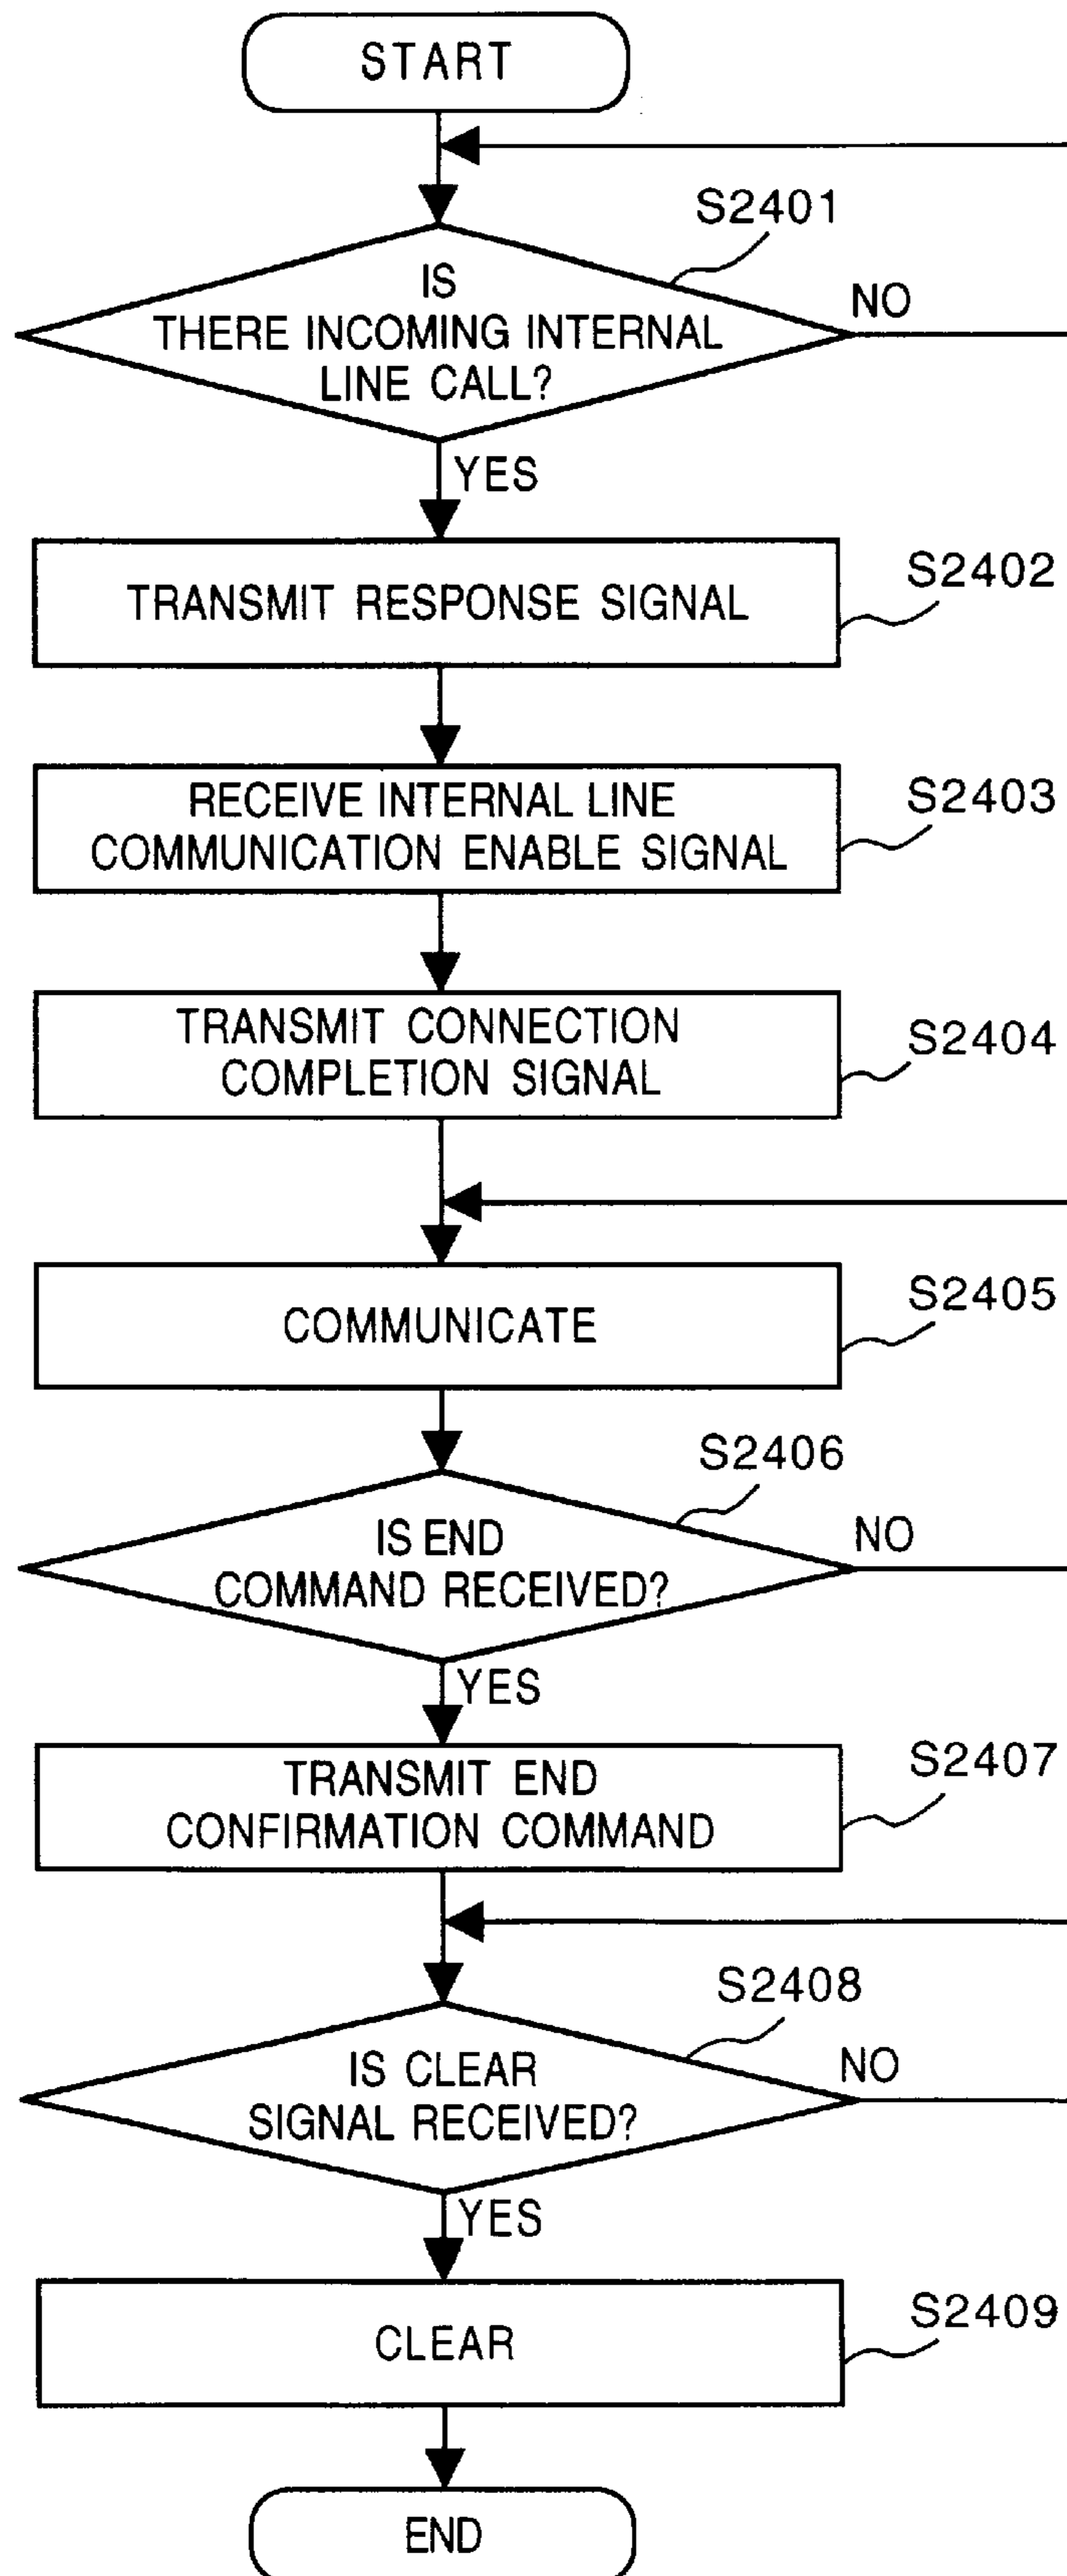 START
S2401
IS
THERE INCOMING INTERNAL
LINE CALL?
NO
YES
TRANSMIT RESPONSE SIGNAL
S2402
RECEIVE INTERNAL LINE
COMMUNICATION ENABLE SIGNAL
S2403
TRANSMIT CONNECTION
COMPLETION SIGNAL
S2404
COMMUNICATE
S2405
S2406
IS END
COMMAND RECEIVED?
NO
YES
TRANSMIT END
CONFIRMATION COMMAND
S2407
S2408
IS CLEAR
SIGNAL RECEIVED?
NO
YES
CLEAR
S2409
END